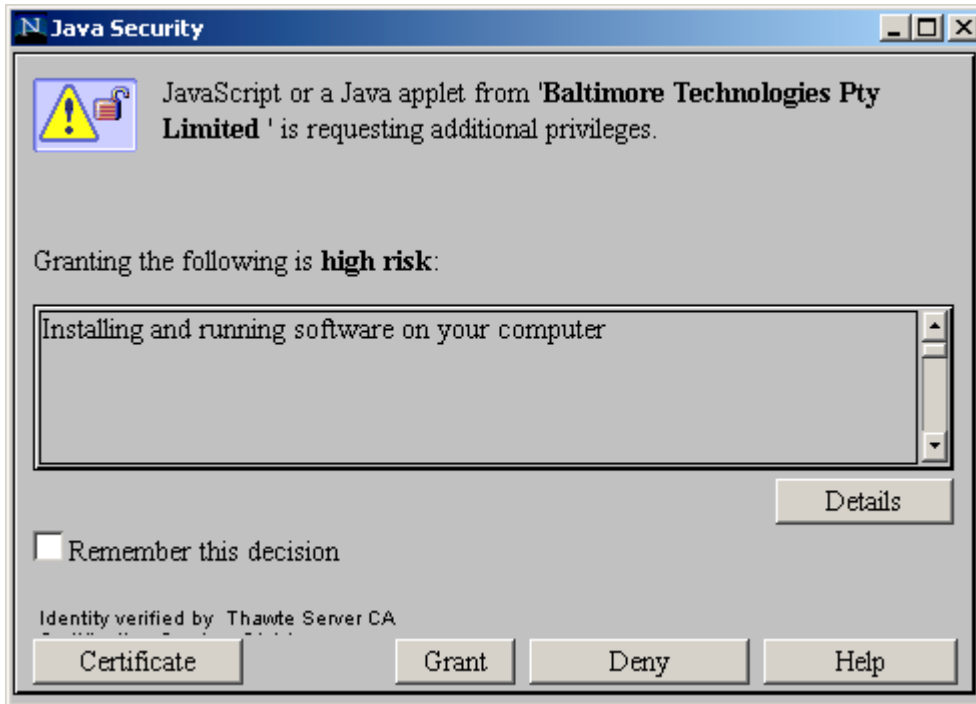 N Java Security
JavaScript or a Java applet from 'Baltimore Technologies Pty
Limited ' is requesting additional privileges.
Granting the following is high risk:
Installing and running software on your computer
Details
Remember this decision
Identity verified by Thawte Server CA
Certificate
Grant
Deny
Help